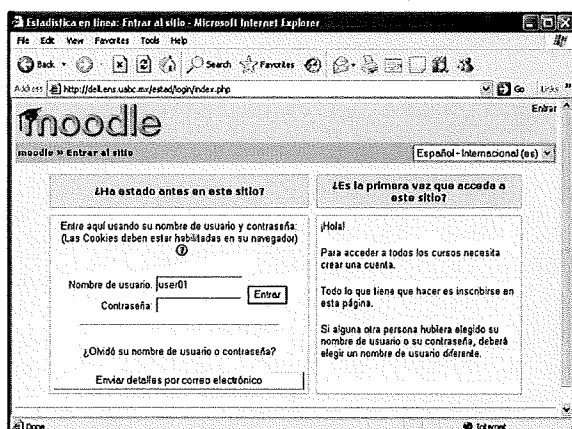 Estadística en línea: Entrar al sitio - Microsoft Internet Explorer
File Edit View Favorites Tools Help
Back Search Favorites
Address http://dell.ens.uabc.mx/estad/login/index.php Go Links »
moodle
Entrar
moodle » Entrar al sitio
Español - Internacional (es)
¿Ha estado antes en este sitio?
Entre aquí usando su nombre de usuario y contraseña:
(Las Cookies deben estar habilitadas en su navegador)
?
Nombre de usuario: user01
Contraseña:
Entrar
¿Olvidó su nombre de usuario o contraseña?
Enviar detalles por correo electrónico
¿Es la primera vez que accede a
este sitio?
¡Hola!
Para acceder a todos los cursos necesita
crear una cuenta.
Todo lo que tiene que hacer es inscribirse en
esta página.
Si alguna otra persona hubiera elegido su
nombre de usuario o su contraseña, deberá
elegir un nombre de usuario diferente.
Done
Internet